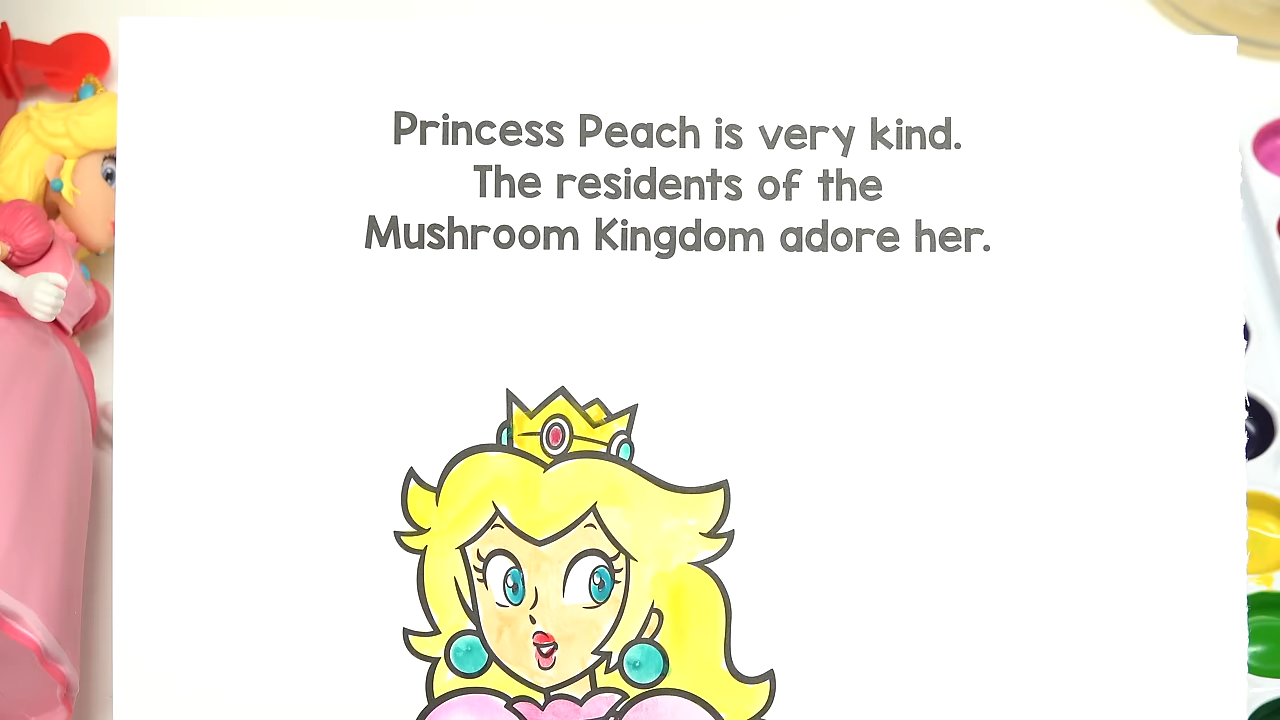 Princess Peach is very kind.
The residents of the
Mushroom Kingdom adore her.